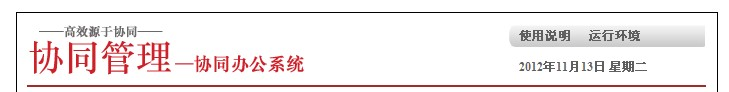 ——高效源于协同——
协同管理—协同办公系统
使用说明 运行环境
2012年11月13日 星期二